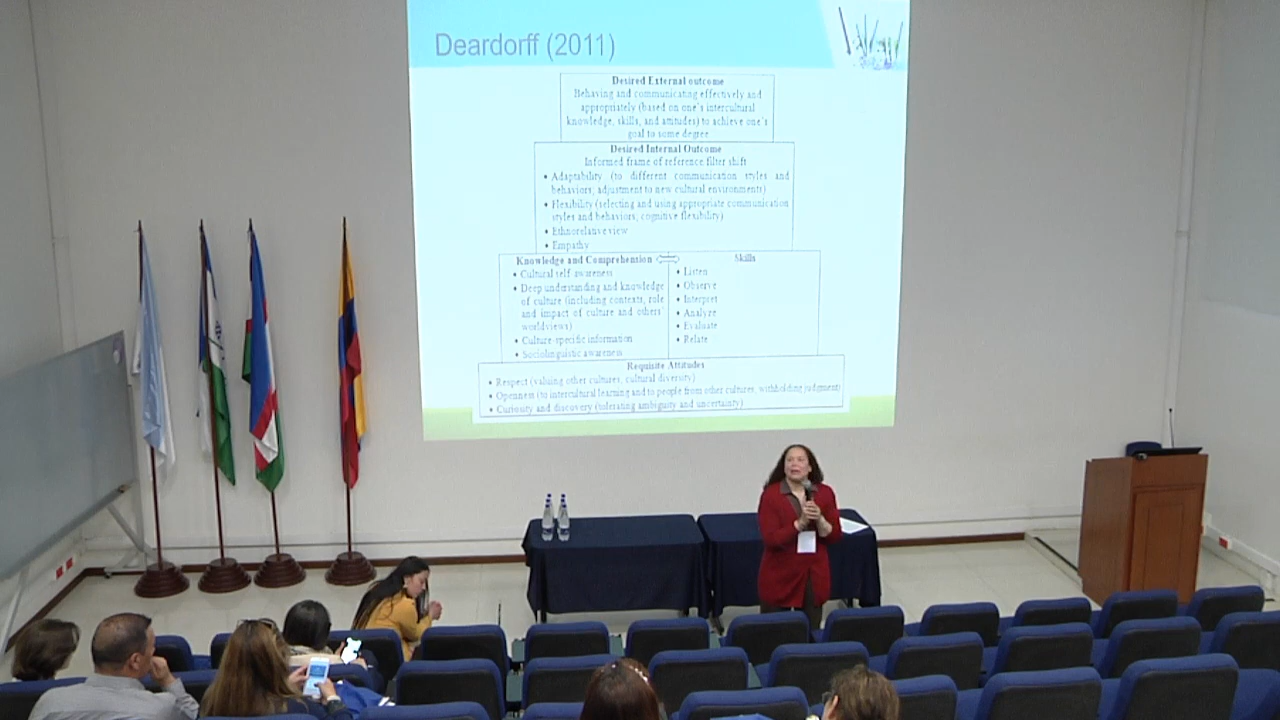 Deardorff (2011)
Desired External outcome
Behaving and communicating effectively and
appropriately (based on one's intercultural
knowledge, skills, and attitudes) to achieve one's
goal to some degree
Desired Internal Outcome
Informed frame of reference filter shift
• Adaptability (to different communication styles and
behaviors; adjustment to new cultural environments)
• Flexibility (selecting and using appropriate communication
styles and behaviors; cognitive flexibility)
• Ethnorelative view
• Empathy
Knowledge and Comprehension
• Cultural self-awareness
• Deep understanding and knowledge
of culture (including contexts, role
and impact of culture and others'
worldviews)
• Culture-specific information
• Sociolinguistic awareness
Skills
• Listen
• Observe
• Interpret
• Analyze
• Evaluate
• Relate
Requisite Attitudes
• Respect (valuing other cultures, cultural diversity)
• Openness (to intercultural learning and to people from other cultures, withholding judgment)
• Curiosity and discovery (tolerating ambiguity and uncertainty)